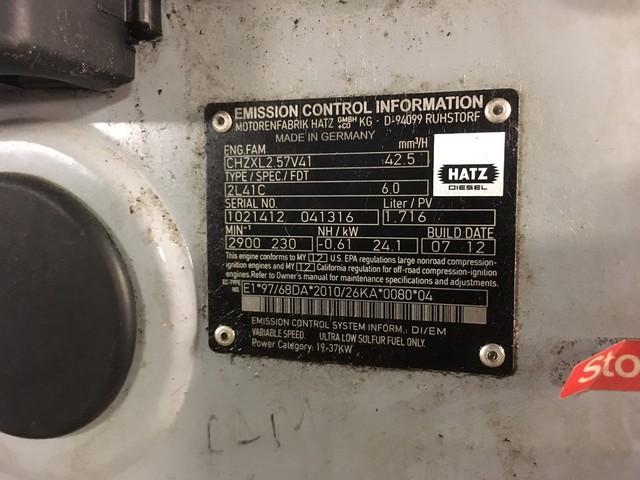 EMISSION CONTROL INFORMATION
MOTORENFABRIK HATZ GMBH +CO KG · D-94099 RUHSTORF
MADE IN GERMANY
ENG.FAM mm³/H
CHZXL2.57V41 42.5
TYPE / SPEC / FDT
2L41C 6.0
HATZ
DIESEL
SERIAL NO. Liter / PV
1021412 041316 1.716
MIN⁻¹ NH / kW BUILD DATE
2900 230 -0.61 24.1 07 12
This engine conforms to MY 12 U.S. EPA regulations large nonroad compression-
ignition engines and MY 12 California regulation for off-road compression-ignition
engines. Refer to Owner's manual for maintenance specifications and adjustments.
EC-TYPE NO. E1*97/68DA*2010/26KA*0080*04
EMISSION CONTROL SYSTEM INFORM.: DI/EM
VARIABLE SPEED. ULTRA LOW SULFUR FUEL ONLY.
Power Category: 19-37KW
Sto